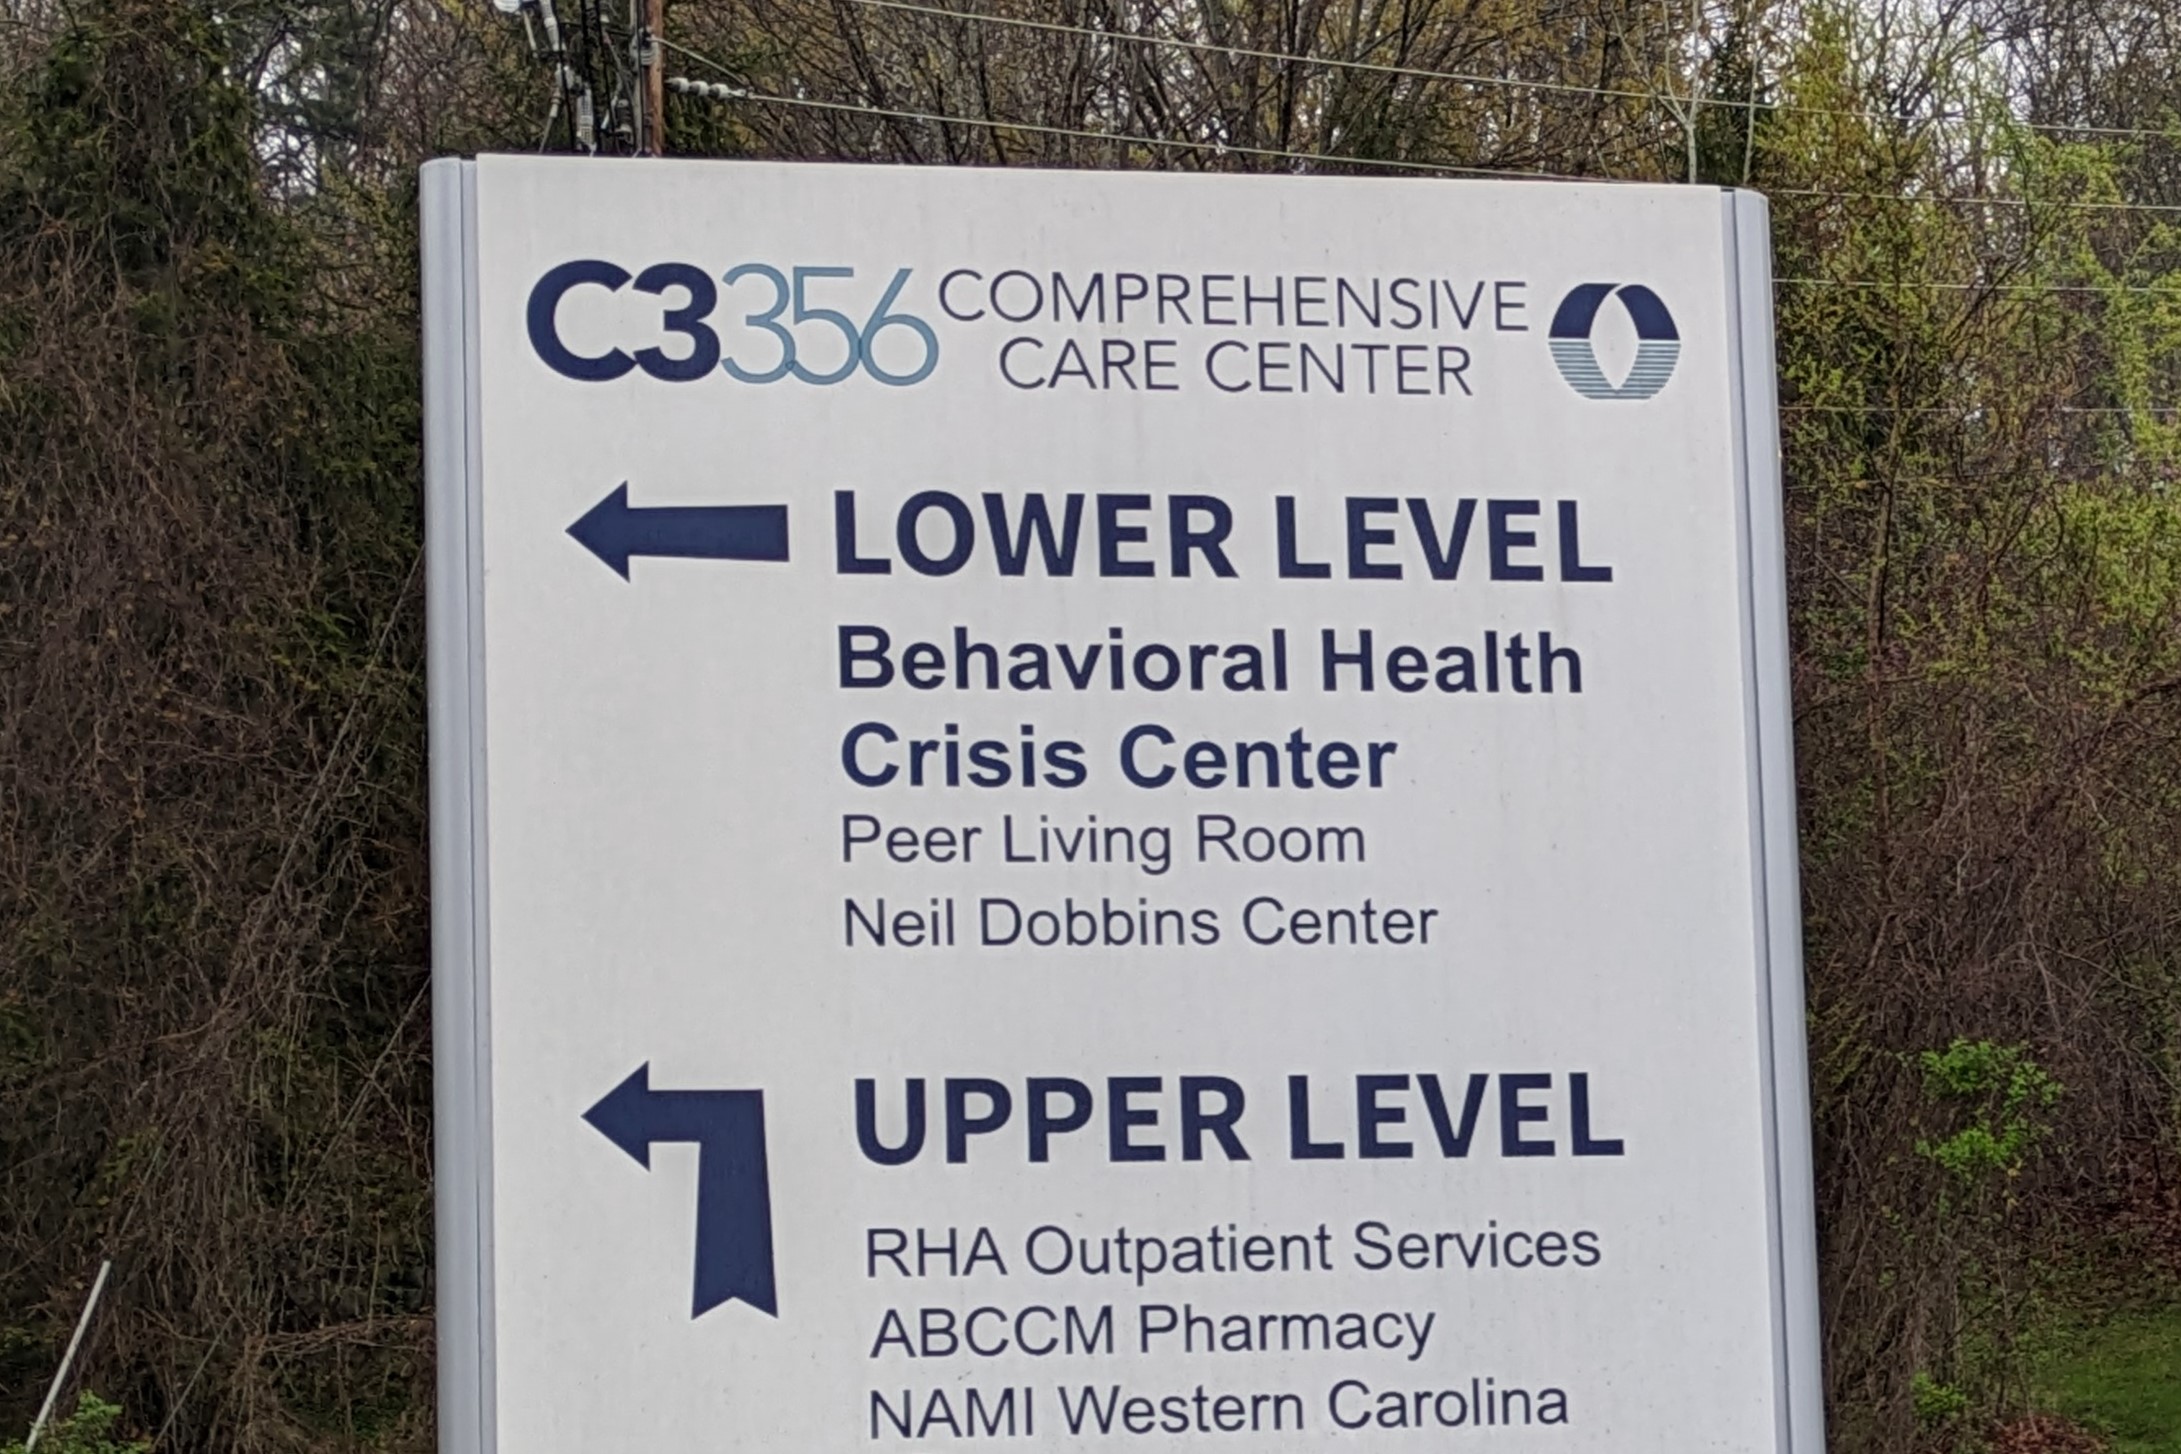 C3356 COMPREHENSIVE
CARE CENTER
LOWER LEVEL
Behavioral Health
Crisis Center
Peer Living Room
Neil Dobbins Center
UPPER LEVEL
RHA Outpatient Services
ABCCM Pharmacy
NAMI Western Carolina